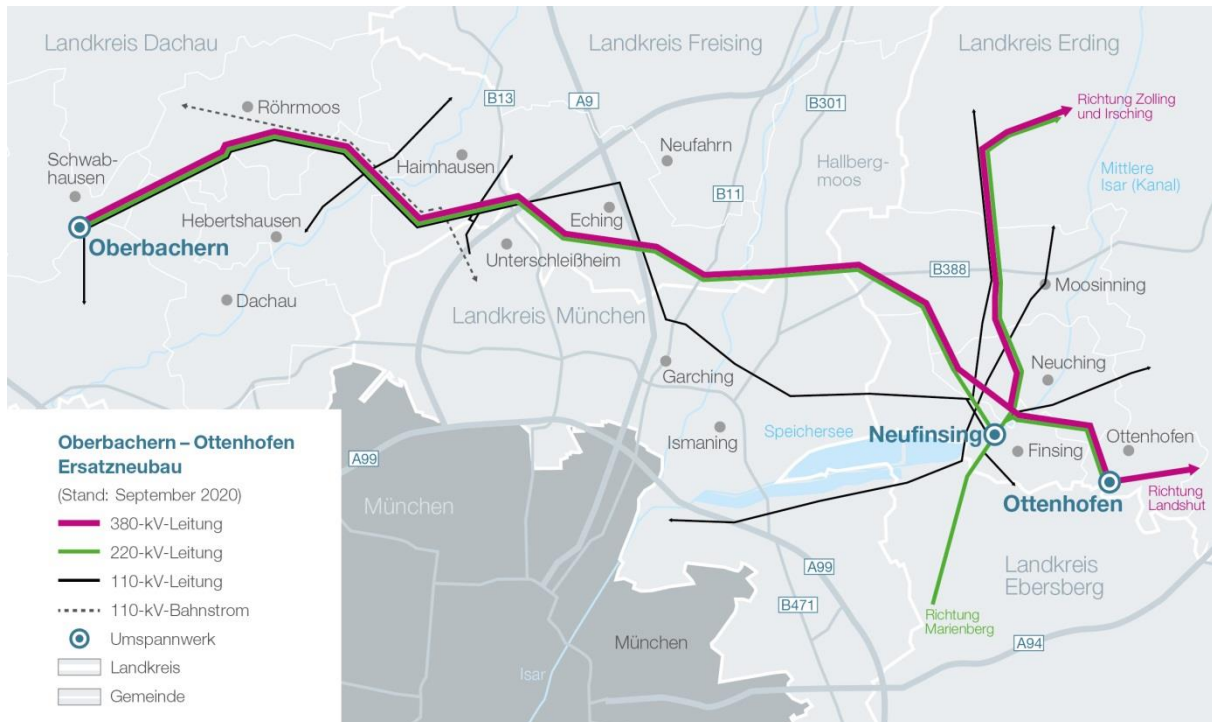 Landkreis Dachau
Landkreis Freising
Landkreis Erding
B13
A9
B301
Richtung Zolling
und Irsching
Röhrmoos
Schwab-
hausen
Haimhausen
Neufahrn
Hallberg-
moos
Mittlere
Isar (Kanal)
B11
Hebertshausen
Eching
Oberbachern
Unterschleißheim
B388
Moosinning
Dachau
Landkreis München
Garching
Neuching
Ismaning
Speichersee
Neufinsing
Finsing
Ottenhofen
Ottenhofen
Richtung
Landshut
A99
München
Landkreis
Ebersberg
A99
B471
Richtung
Marienberg
München
A94
Isar
Oberbachern – Ottenhofen
Ersatzneubau
(Stand: September 2020)
380-kV-Leitung
220-kV-Leitung
110-kV-Leitung
110-kV-Bahnstrom
Umspannwerk
Landkreis
Gemeinde